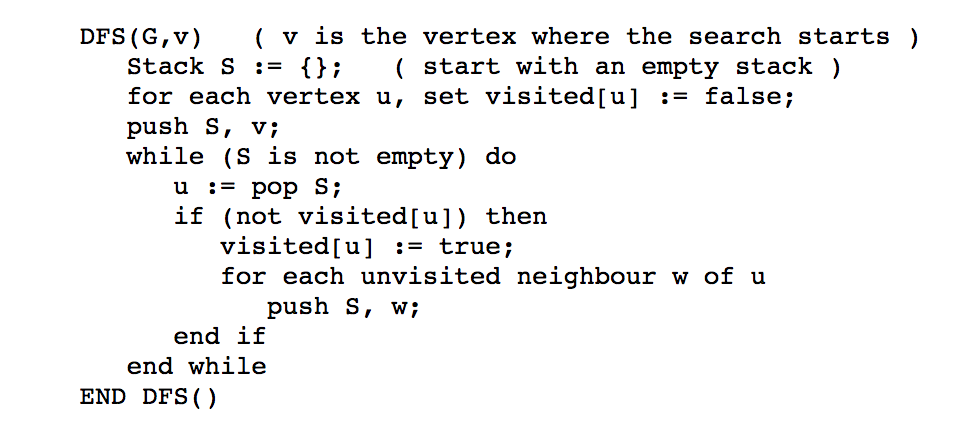 DFS(G,v)   ( v is the vertex where the search starts )
   Stack S := {};   ( start with an empty stack )
   for each vertex u, set visited[u] := false;
   push S, v;
   while (S is not empty) do
      u := pop S;
      if (not visited[u]) then
         visited[u] := true;
         for each unvisited neighbour w of u
            push S, w;
      end if
   end while
END DFS()